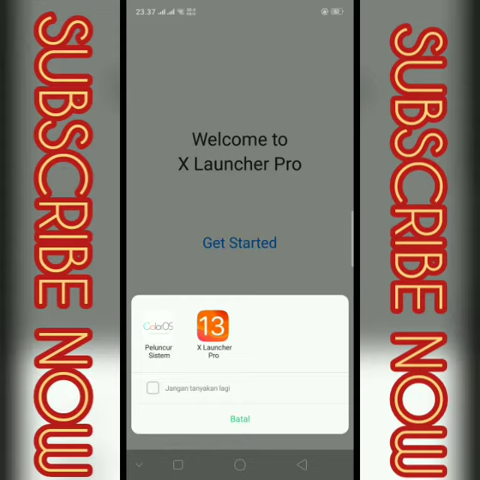 SUBSCRIBE NOW
23.37
Welcome to
X Launcher Pro
Get Started
ColorOS
13
Peluncur
Sistem
X Launcher
Pro
Jangan tanyakan lagi
Batal
SUBSCRIBE NOW